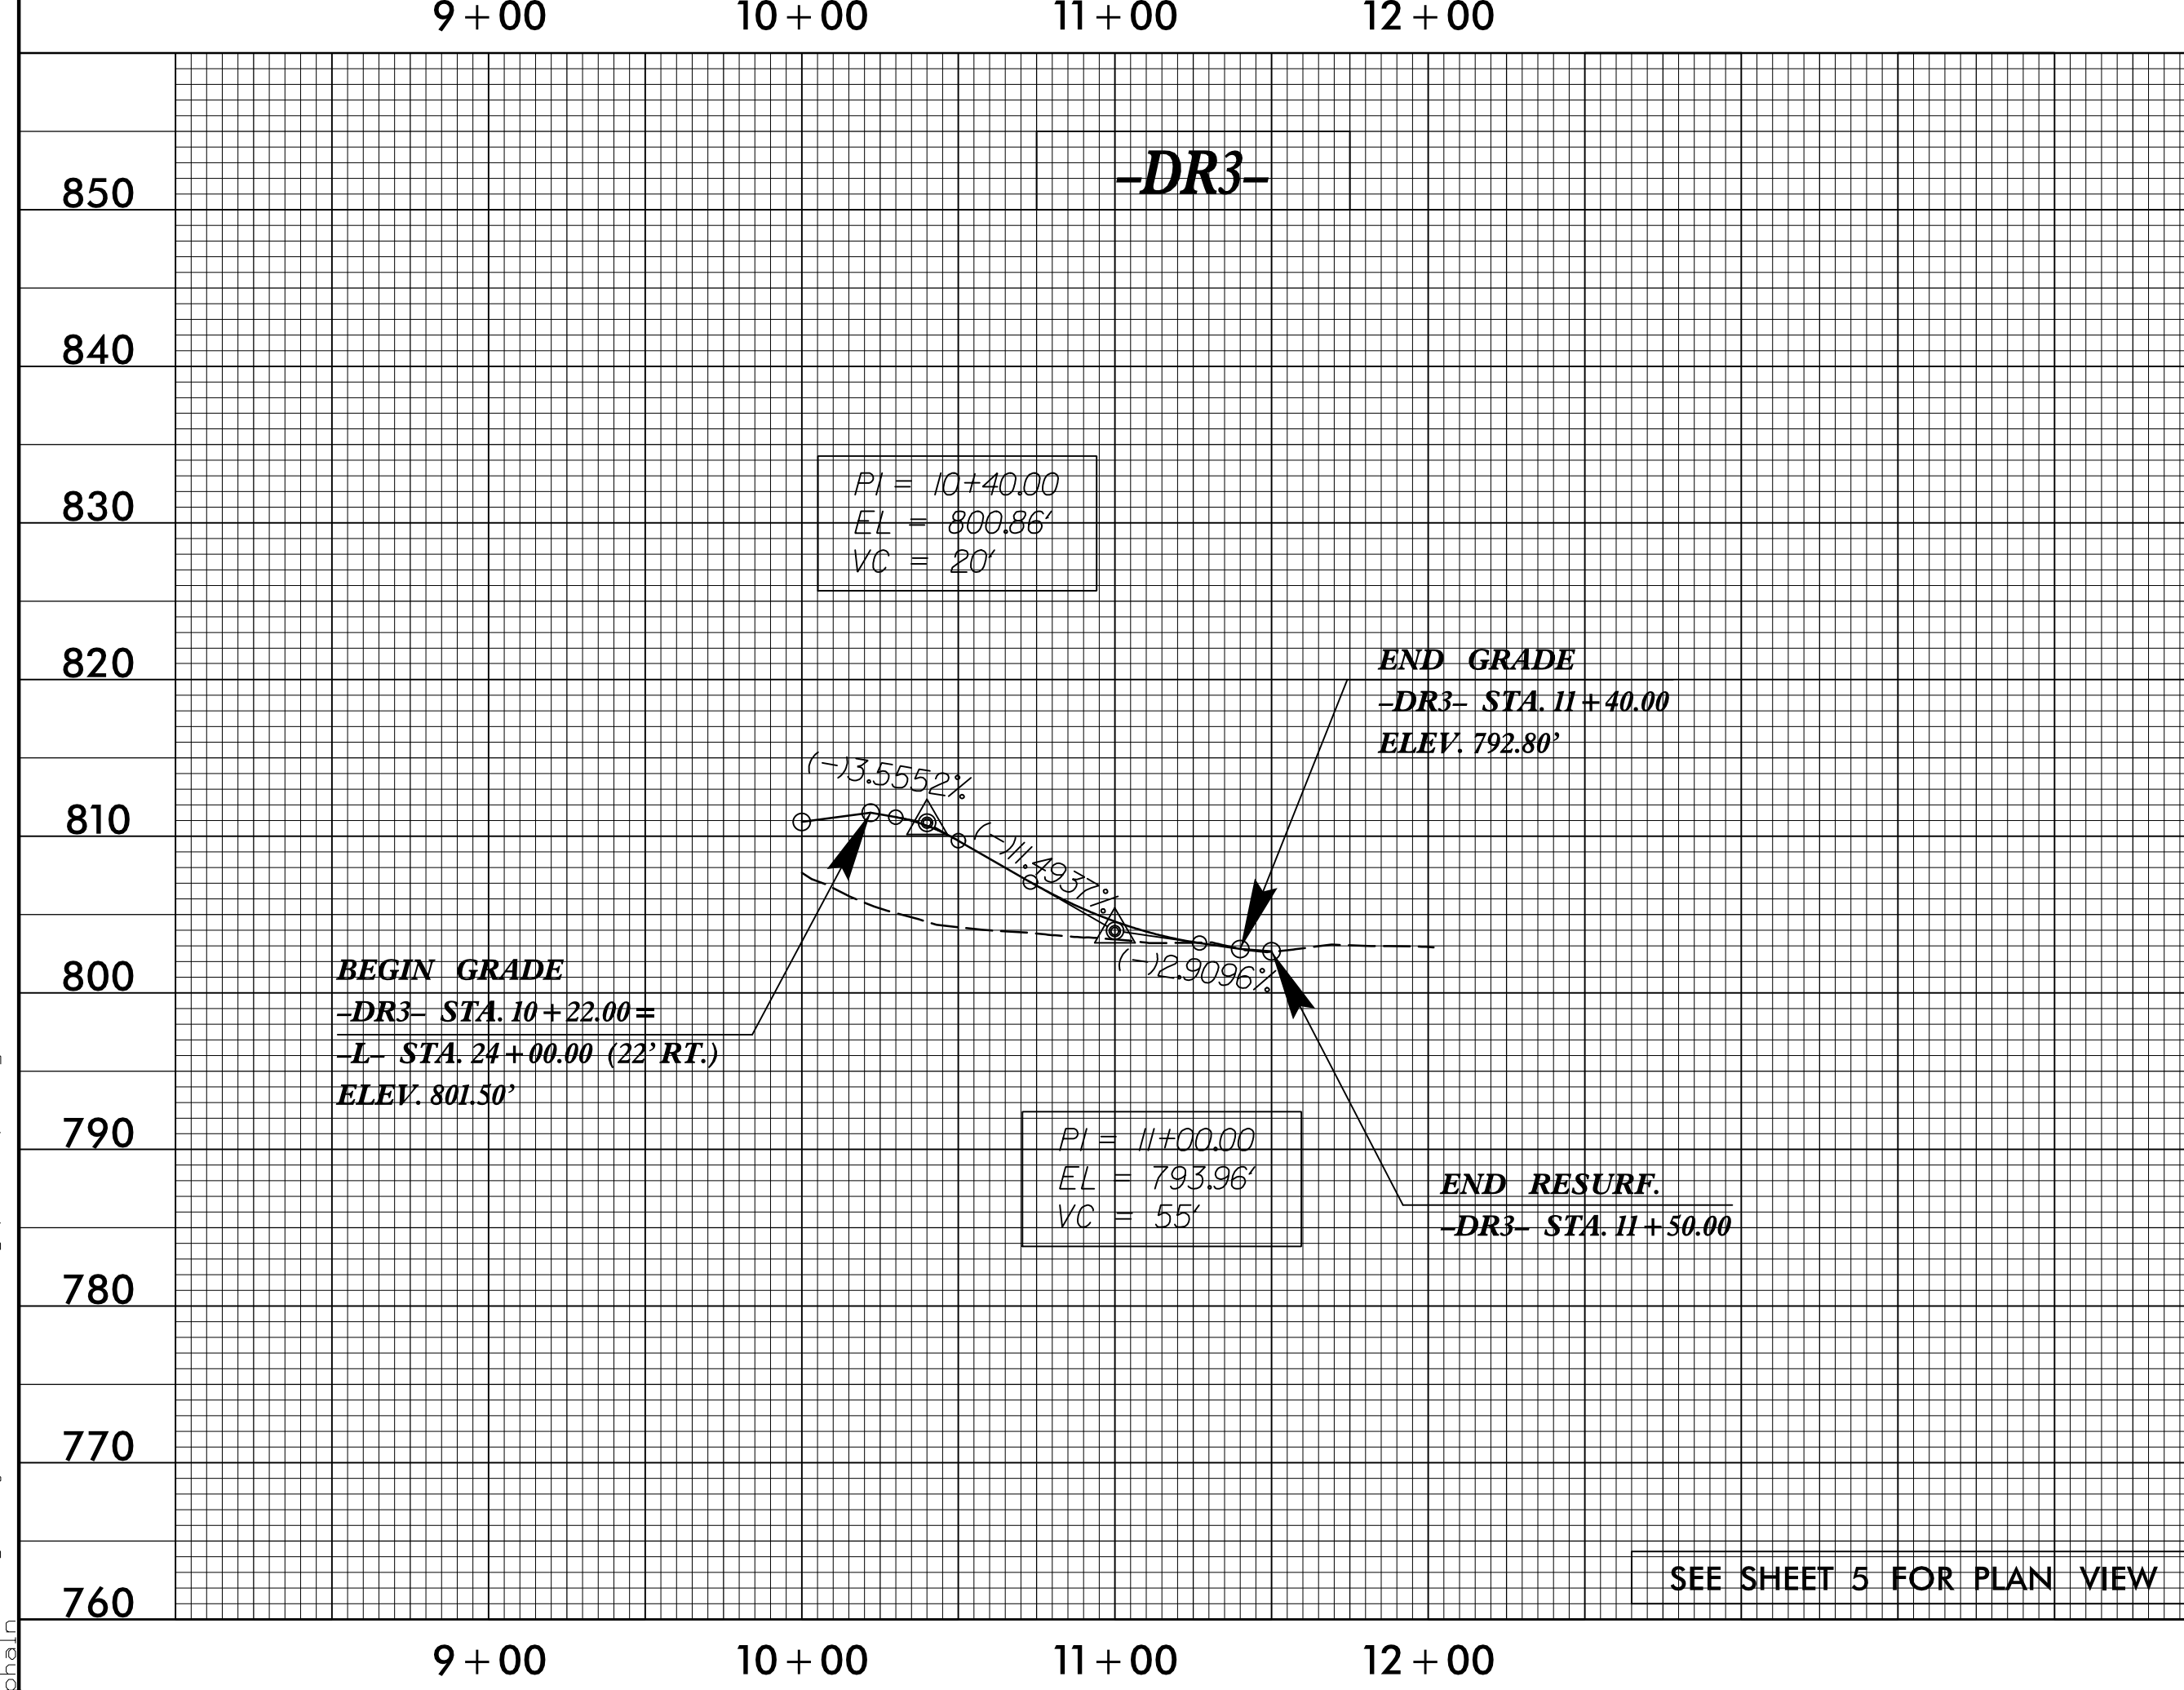 9+00 10+00 11+00 12+00
–DR3–
850
840
830
820
810
800
790
780
770
760
PI = 10+40.00
EL = 800.86'
VC = 20'
END GRADE
–DR3– STA. 11+40.00
ELEV. 792.80'
(-)3.5552%
(-)11.4937%
(-)2.9096%
BEGIN GRADE
–DR3– STA. 10+22.00=
–L– STA. 24+00.00 (22' RT.)
ELEV. 801.50'
PI = 11+00.00
EL = 793.96'
VC = 55'
END RESURF.
–DR3– STA. 11+50.00
SEE SHEET 5 FOR PLAN VIEW
9+00 10+00 11+00 12+00